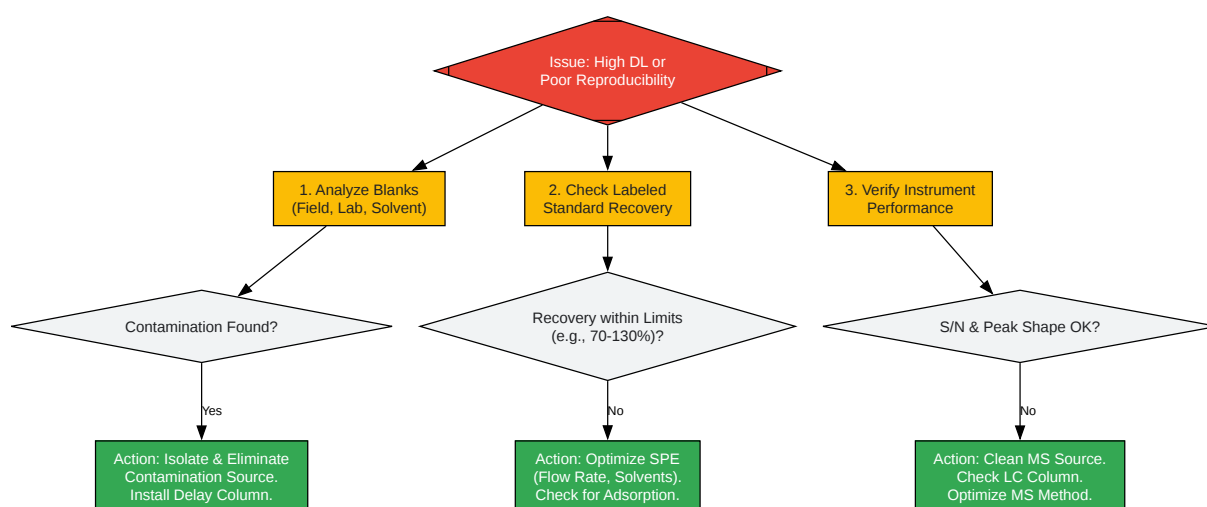 Issue: High DL or
Poor Reproducibility
1. Analyze Blanks
(Field, Lab, Solvent)
2. Check Labeled
Standard Recovery
3. Verify Instrument
Performance
Contamination Found?
Recovery within Limits
(e.g., 70-130%)?
S/N & Peak Shape OK?
Yes
No
No
Action: Isolate & Eliminate
Contamination Source.
Install Delay Column.
Action: Optimize SPE
(Flow Rate, Solvents).
Check for Adsorption.
Action: Clean MS Source.
Check LC Column.
Optimize MS Method.